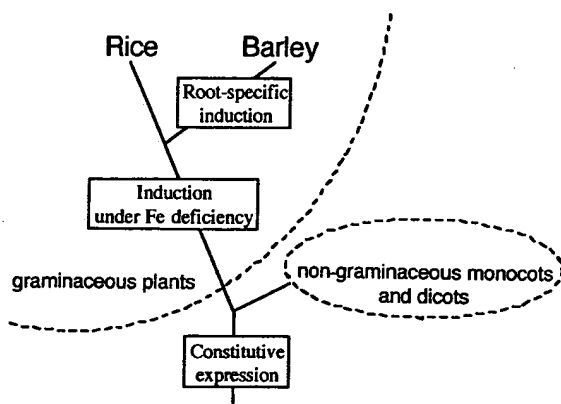 Rice
Barley
Root-specific
induction
Induction
under Fe deficiency
graminaceous plants
non-graminaceous monocots
and dicots
Constitutive
expression